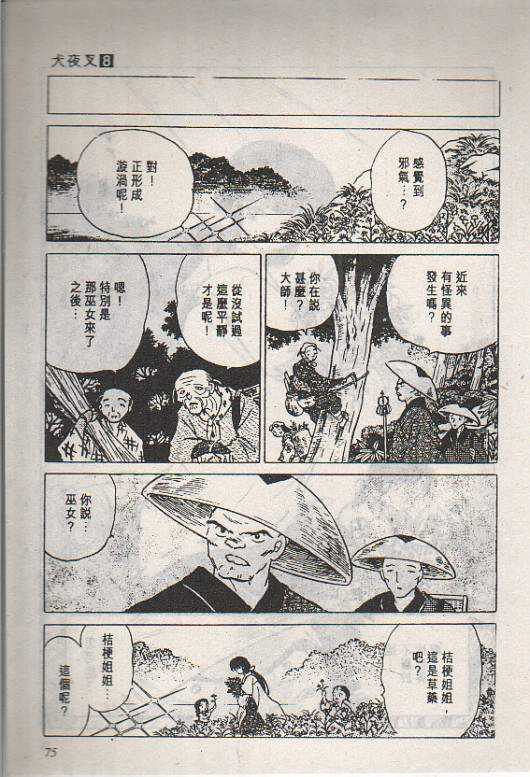 犬夜叉8
感覺到
邪氣…?
對!
正形成
漩渦呢!
近來
有怪異的事
發生嗎?
你在說
甚麼?
大師!
從沒試過
這麼平靜
才是呢!
嗯!
特別是
那巫女來了
之後…
你說…
巫女?
桔梗姐姐,
這是草藥
吧?
桔梗姐姐…
這個呢?
75